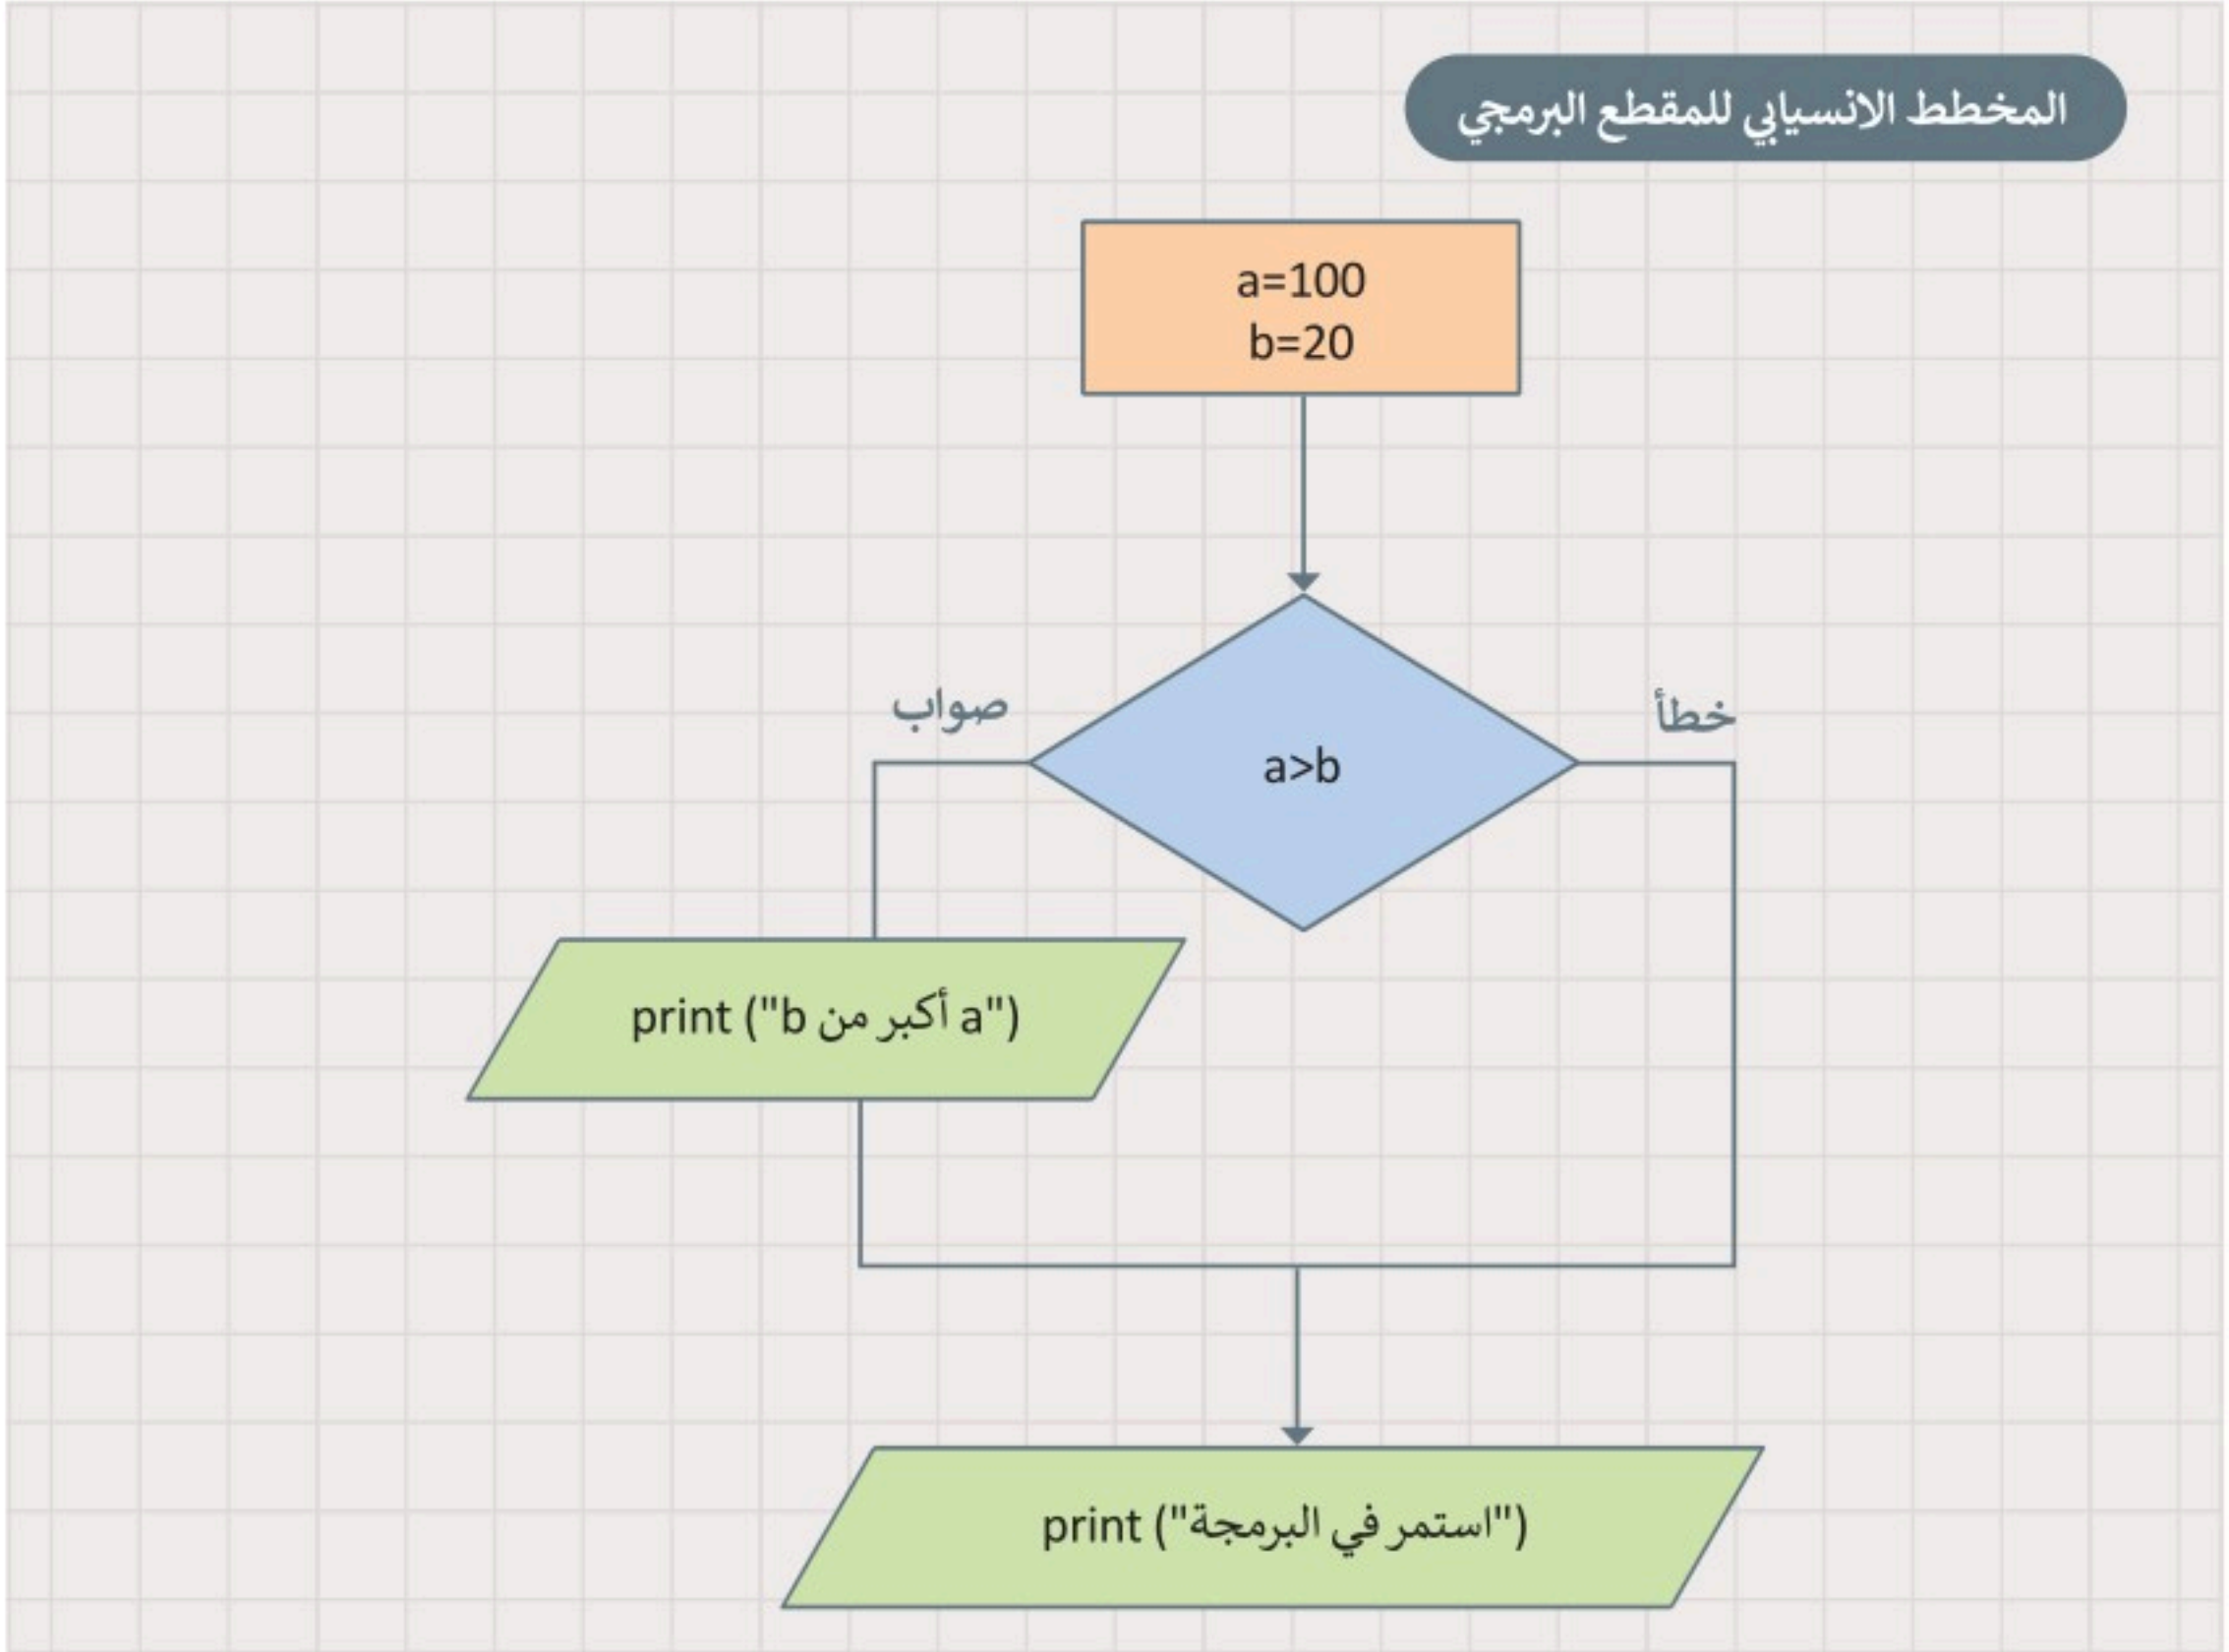 المخطط الانسيابي للمقطع البرمجي
a=100
b=20
صواب
خطأ
a>b
print ("a أكبر من b")
print ("استمر في البرمجة")